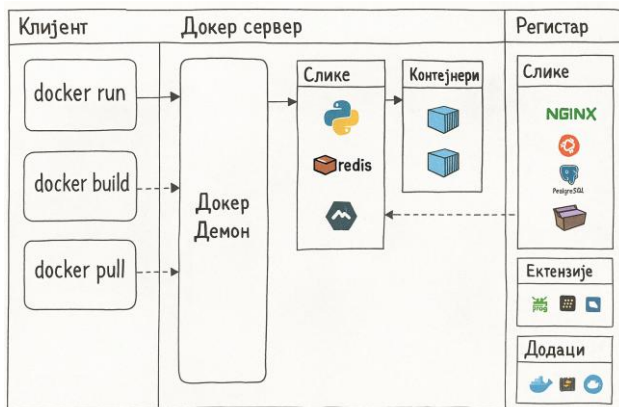 Клијент
Докер сервер
Регистар
docker run
docker build
docker pull
Докер
Демон
Слике
redis
Контејнери
Слике
NGINX
PostgreSQL
Ектензије
Додаци